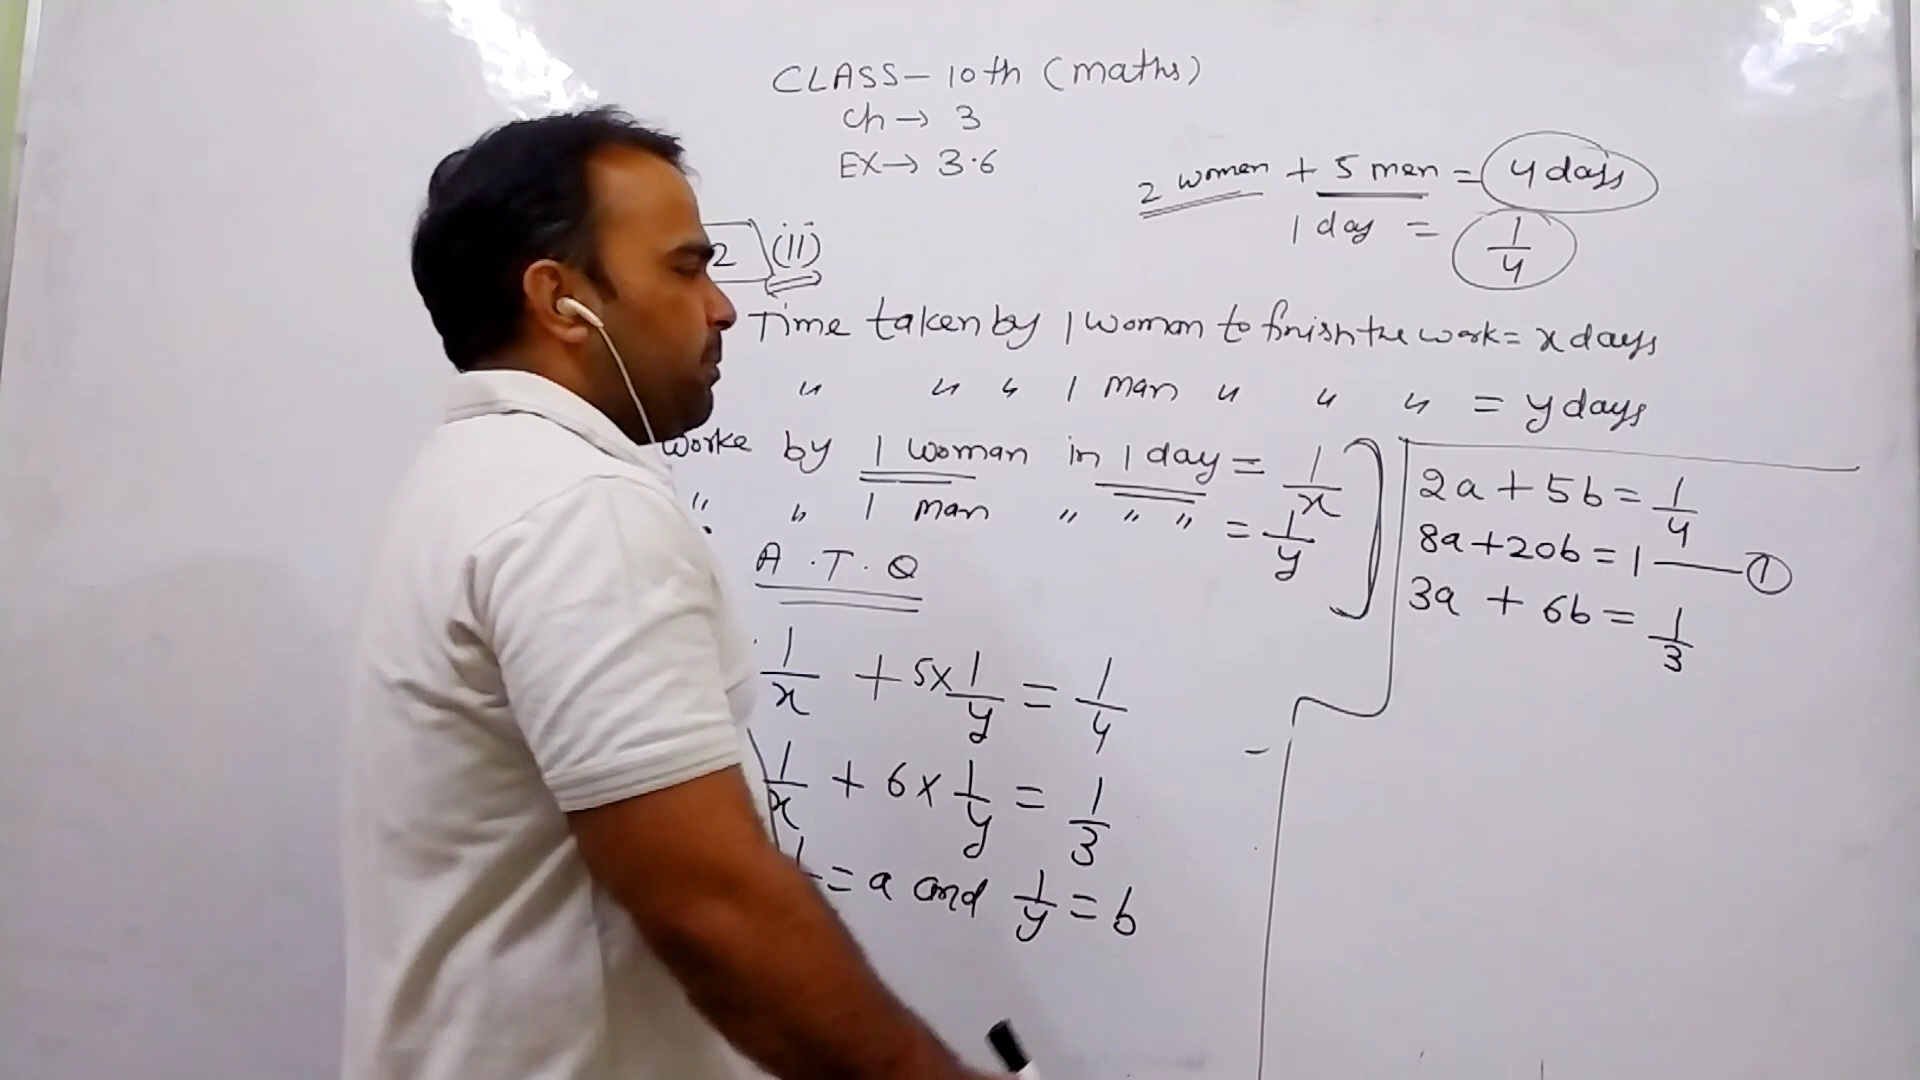 CLASS - 10th (maths)
Ch → 3
EX → 3.6
2 women + 5 men = 4 days
1 day = 1/4
2 (ii)
Time taken by 1 woman to finish the work = x days
" " " 1 man " " " = y days
Worke by 1 woman in 1 day = 1/x
" " 1 man " " " = 1/y
A.T.Q
1/x + 5 × 1/y = 1/4
1/x + 6 × 1/y = 1/3
= a and 1/y = b
2a + 5b = 1/4
8a + 20b = 1 — ①
3a + 6b = 1/3